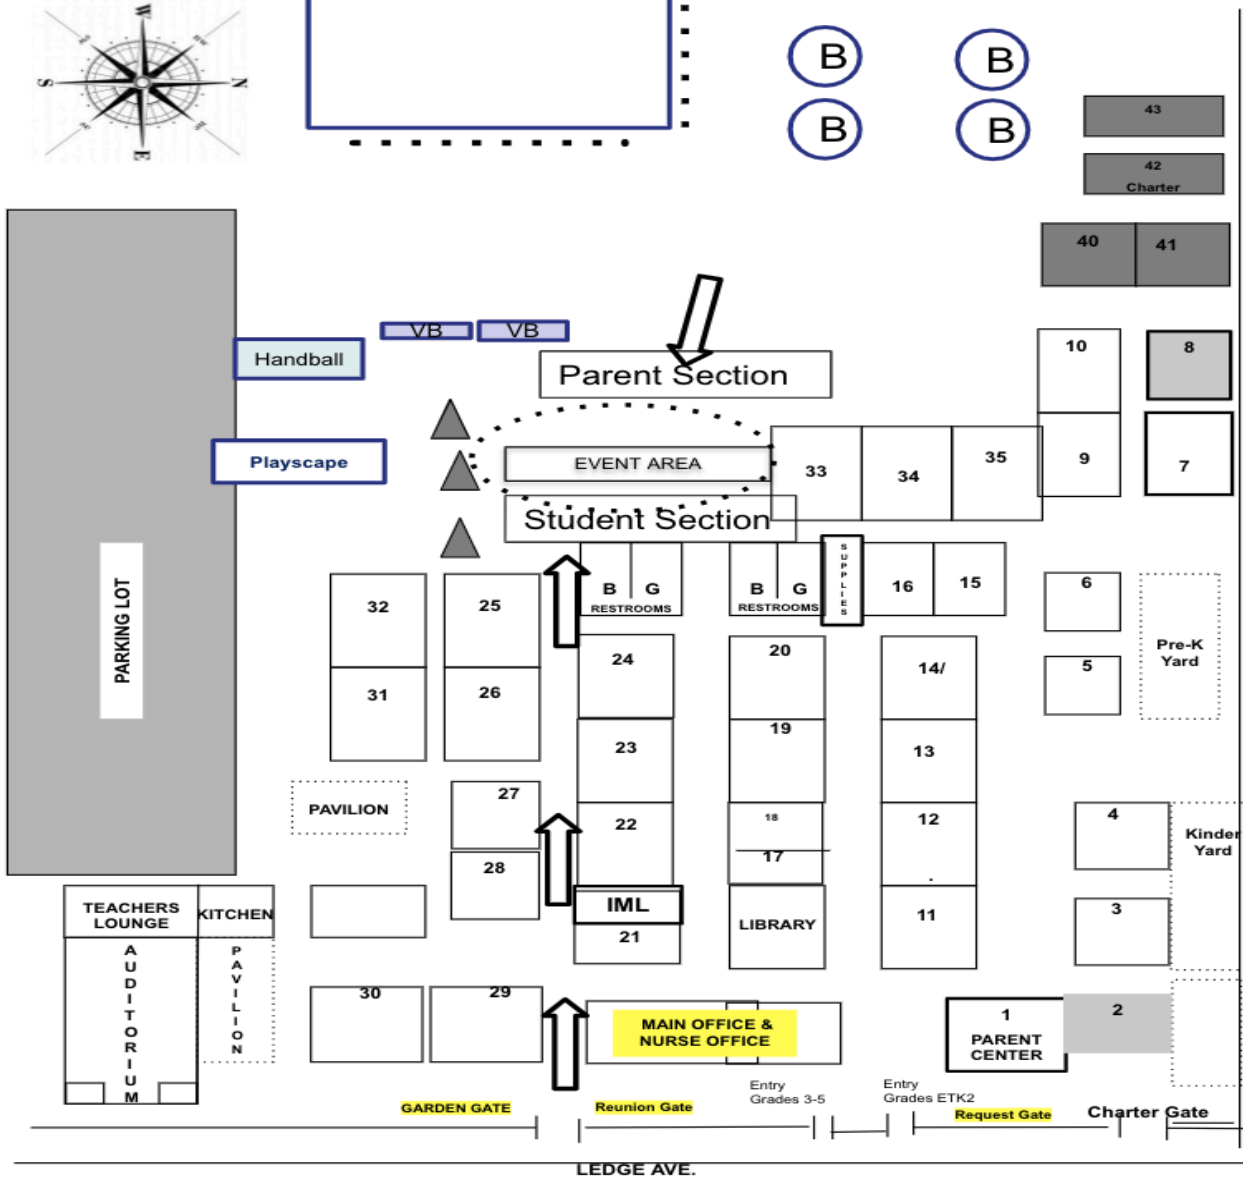 W
S
N
E
B
B
B
B
43
42
Charter
40
41
VB
VB
Handball
Parent Section
10
8
Playscape
EVENT AREA
33
34
35
9
7
Student Section
PARKING LOT
B
G
RESTROOMS
B
G
RESTROOMS
SUPPLIES
16
15
6
Pre-K
Yard
32
25
24
20
14/
5
31
26
23
19
13
PAVILION
27
22
18
17
12
.
4
Kinder
Yard
28
IML
21
LIBRARY
11
3
TEACHERS
LOUNGE
KITCHEN
AUDITORIUM
PAVILION
30
29
MAIN OFFICE &
NURSE OFFICE
1
PARENT
CENTER
2
GARDEN GATE
Reunion Gate
Entry
Grades 3-5
Entry
Grades ETK2
Request Gate
Charter Gate
LEDGE AVE.